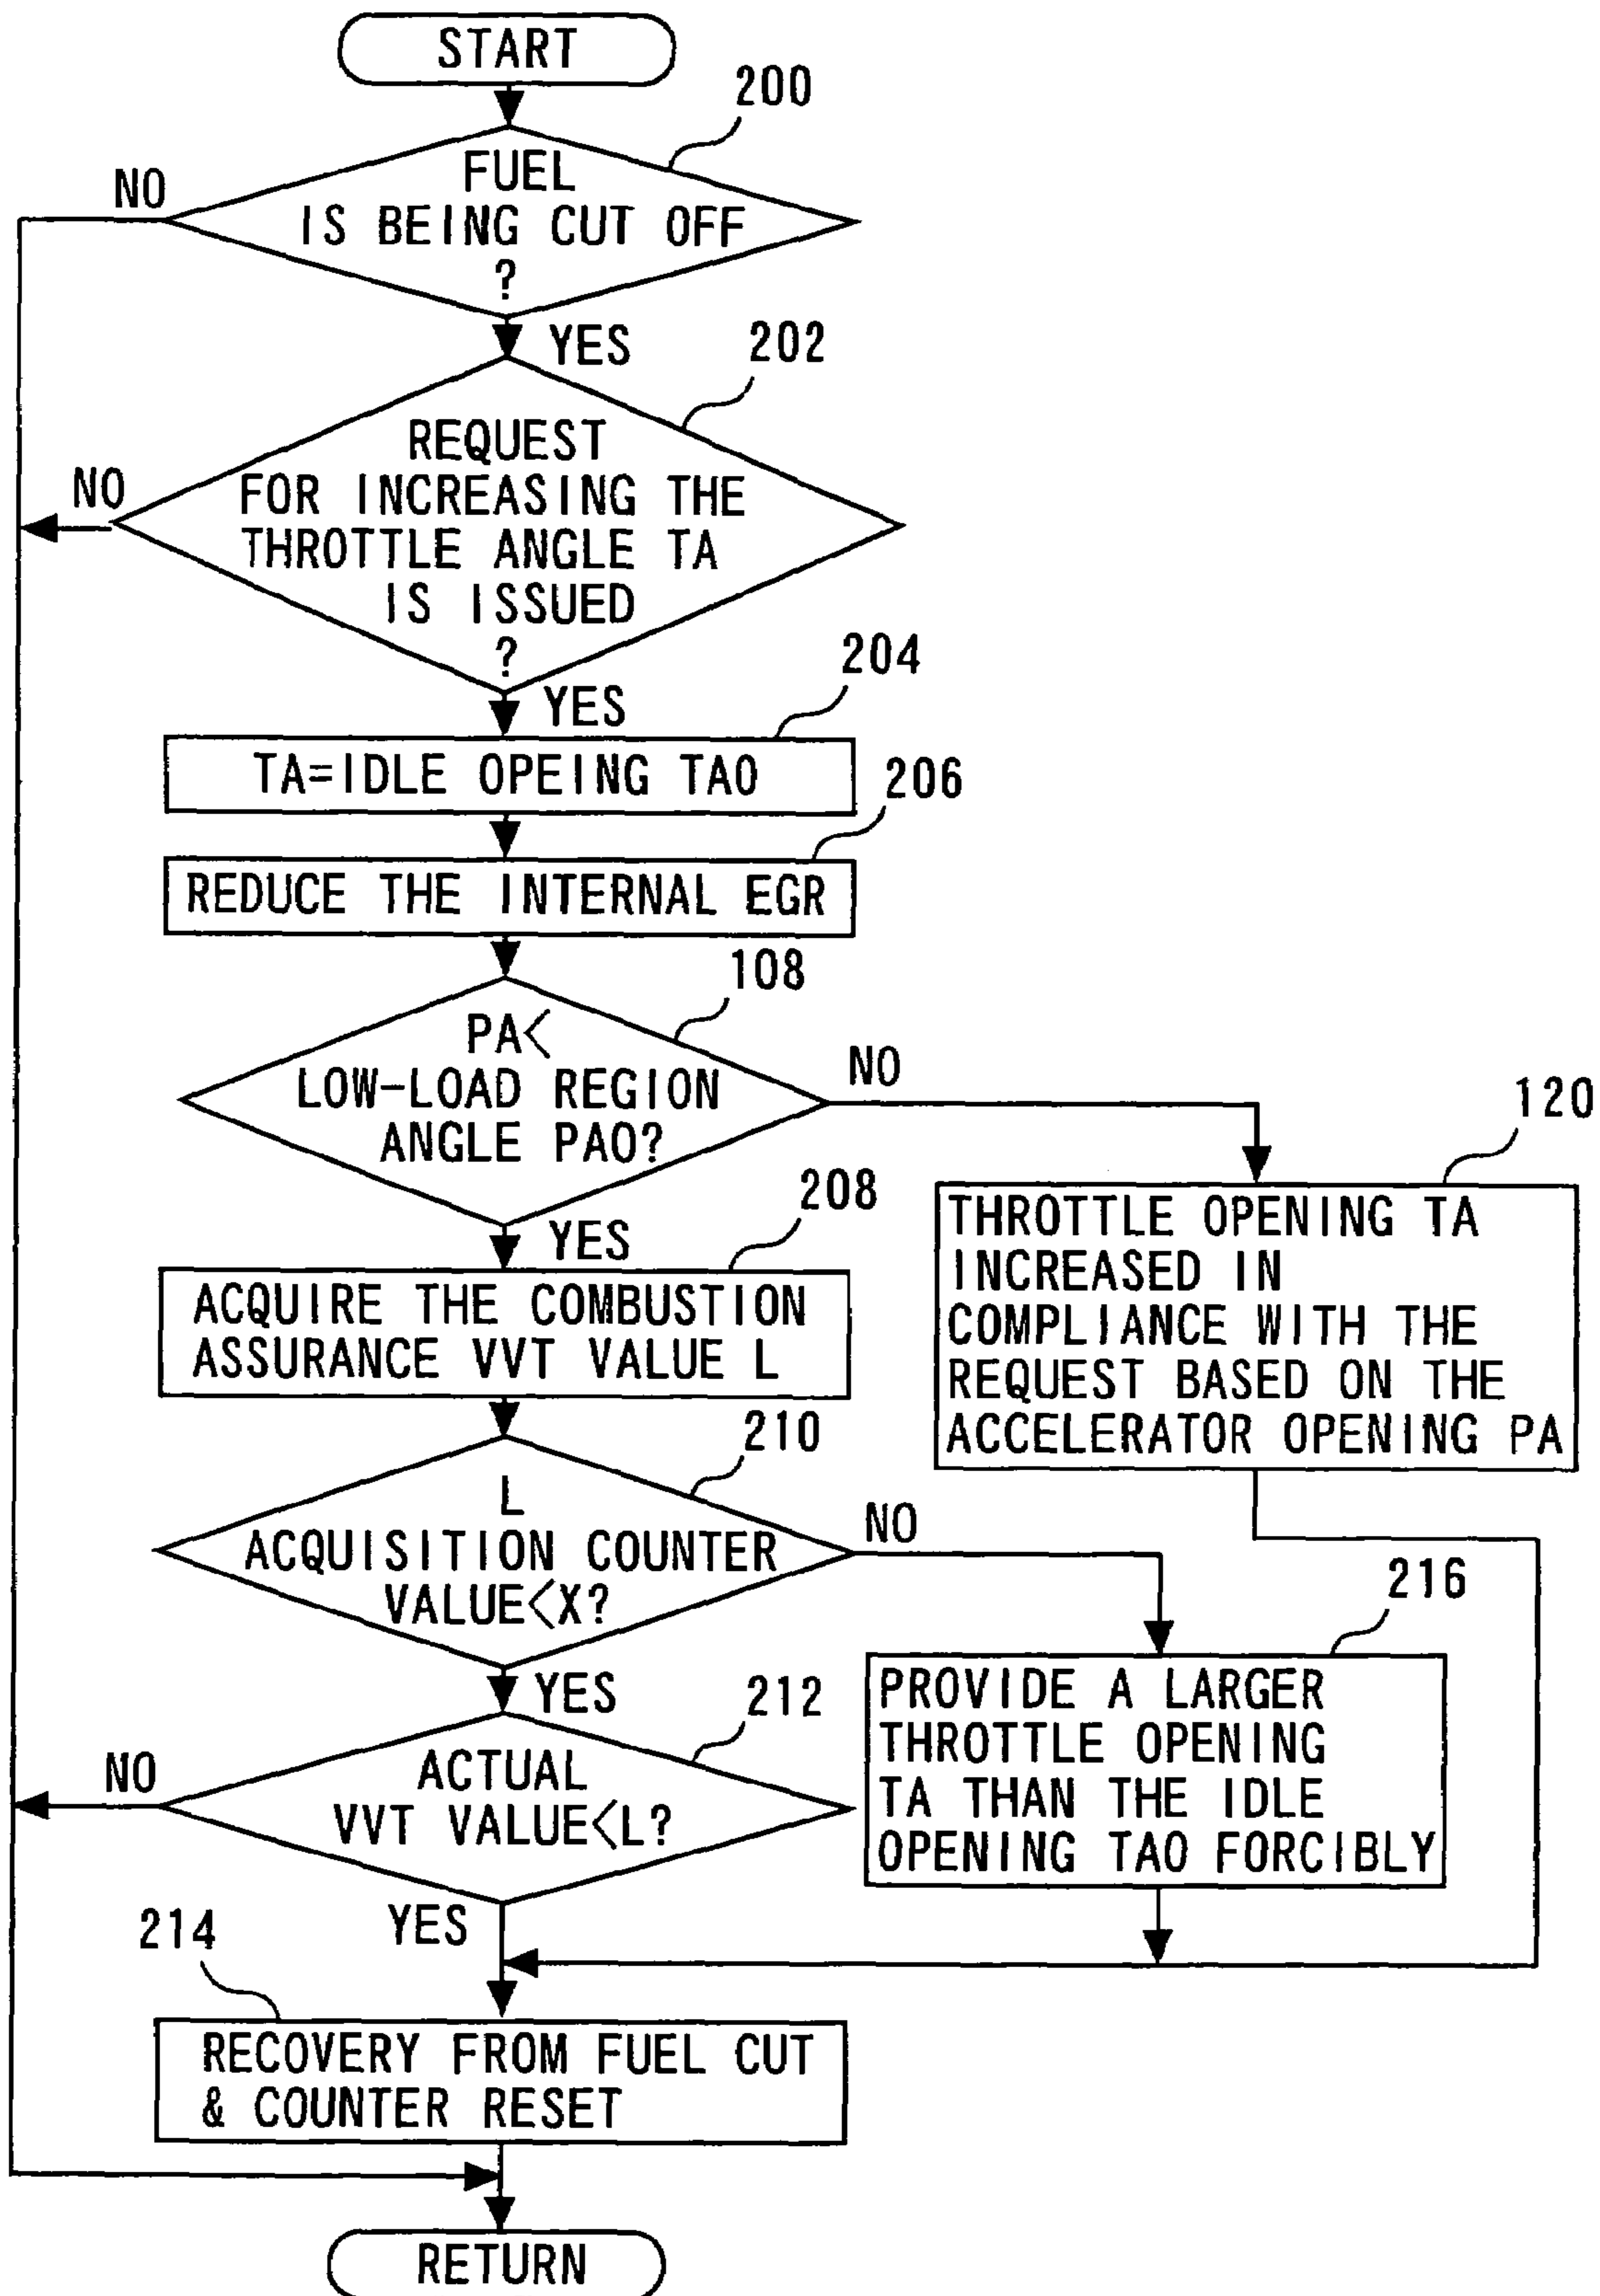 START
200
NO
FUEL
IS BEING CUT OFF
?
YES
202
NO
REQUEST
FOR INCREASING THE
THROTTLE ANGLE TA
IS ISSUED
?
YES
204
TA=IDLE OPEING TA0
206
REDUCE THE INTERNAL EGR
108
PA<
LOW-LOAD REGION
ANGLE PA0?
NO
YES
120
THROTTLE OPENING TA
INCREASED IN
COMPLIANCE WITH THE
REQUEST BASED ON THE
ACCELERATOR OPENING PA
208
ACQUIRE THE COMBUSTION
ASSURANCE VVT VALUE L
210
L
ACQUISITION COUNTER
VALUE<X?
NO
YES
216
PROVIDE A LARGER
THROTTLE OPENING
TA THAN THE IDLE
OPENING TA0 FORCIBLY
212
NO
ACTUAL
VVT VALUE<L?
YES
214
RECOVERY FROM FUEL CUT
& COUNTER RESET
RETURN